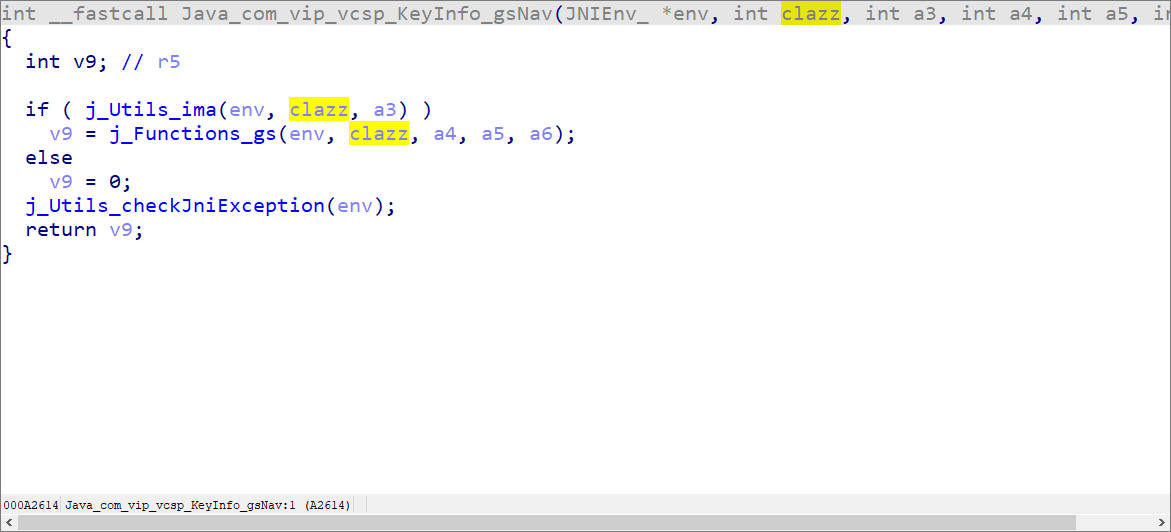 int __fastcall Java_com_vip_vcsp_KeyInfo_gsNav(JNIEnv_ *env, int clazz, int a3, int a4, int a5, in
{
  int v9; // r5
  if ( j_Utils_ima(env, clazz, a3) )
    v9 = j_Functions_gs(env, clazz, a4, a5, a6);
  else
    v9 = 0;
  j_Utils_checkJniException(env);
  return v9;
}
000A2614 Java_com_vip_vcsp_KeyInfo_gsNav:1 (A2614)